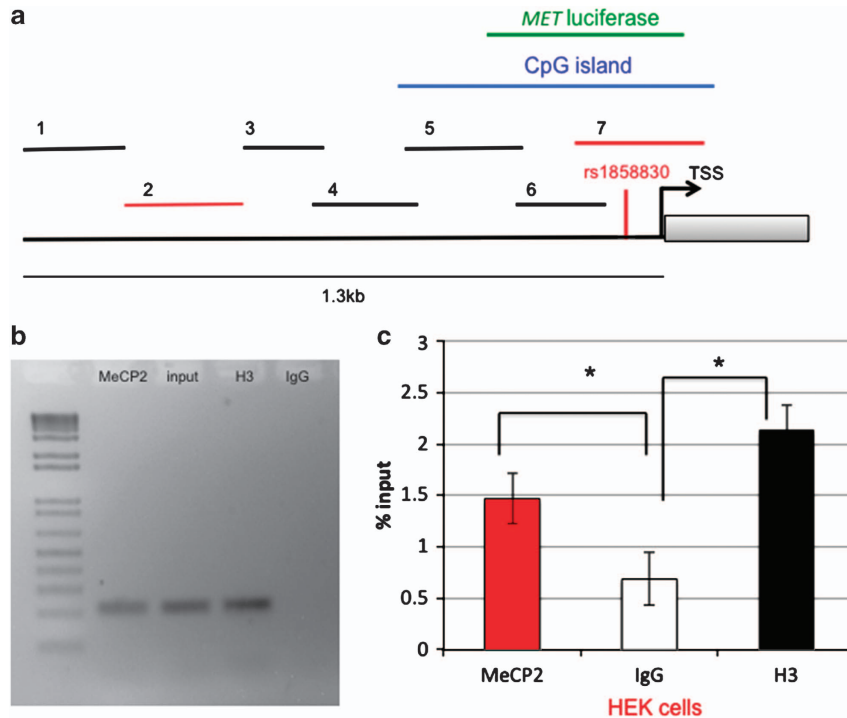 a
MET luciferase
CpG island
1
3
5
7
2
4
6
rs1858830
TSS
1.3kb
b
MeCP2 input H3 IgG
c
3
2.5
2
1.5
1
0.5
0
% input
*
*
MeCP2 IgG H3
HEK cells